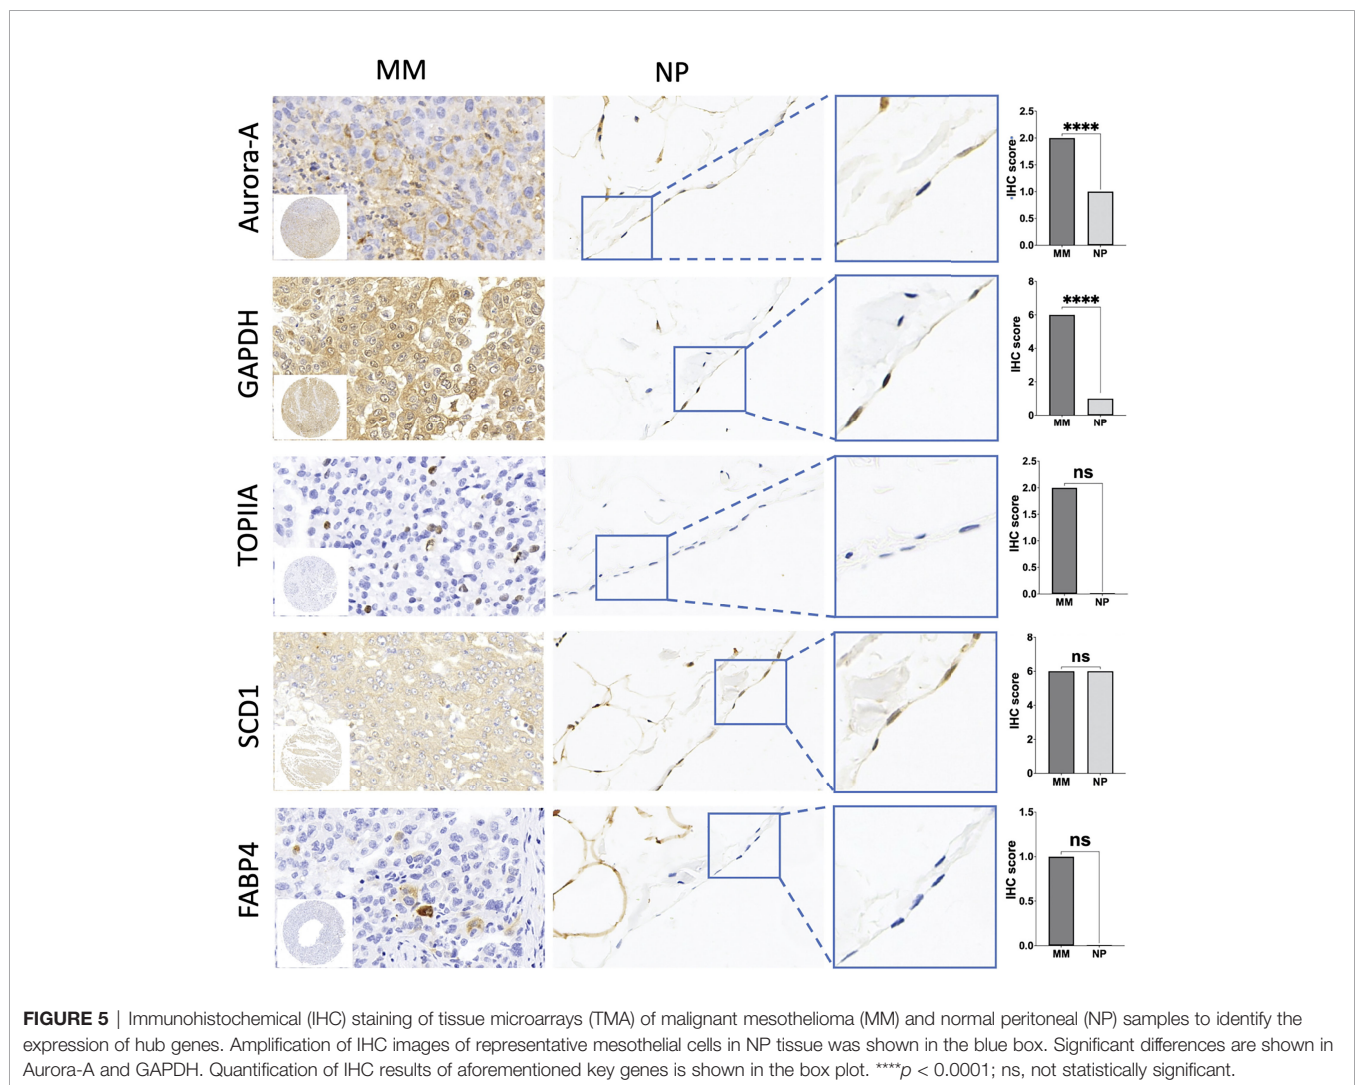 MM NP
Aurora-A
2.5
2.0
1.5
1.0
0.5
0.0
IHC score
****
MM NP
GAPDH
8
6
4
2
0
IHC score
****
MM NP
TOPIIA
2.5
2.0
1.5
1.0
0.5
0.0
IHC score
ns
MM NP
SCD1
8
6
4
2
0
IHC score
ns
MM NP
FABP4
1.5
1.0
0.5
0.0
IHC score
ns
MM NP
FIGURE 5 | Immunohistochemical (IHC) staining of tissue microarrays (TMA) of malignant mesothelioma (MM) and normal peritoneal (NP) samples to identify the
expression of hub genes. Amplification of IHC images of representative mesothelial cells in NP tissue was shown in the blue box. Significant differences are shown in
Aurora-A and GAPDH. Quantification of IHC results of aforementioned key genes is shown in the box plot. ****p < 0.0001; ns, not statistically significant.